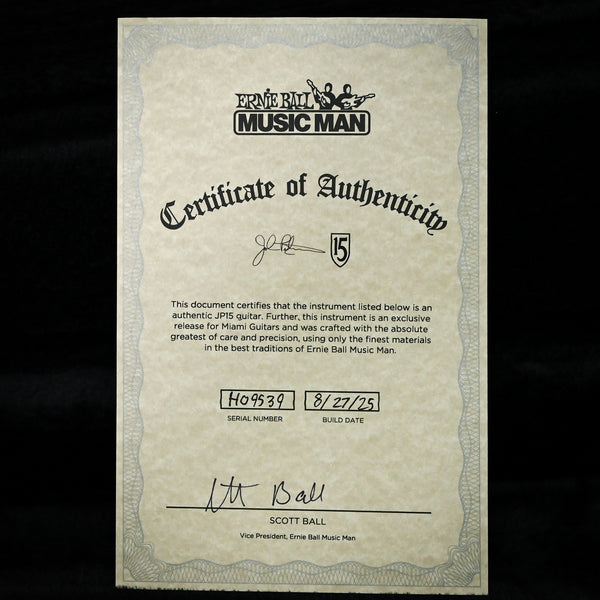 ERNIE BALL
MUSIC MAN
Certificate of Authenticity
15
This document certifies that the instrument listed below is an
authentic JP15 guitar. Further, this instrument is an exclusive
release for Miami Guitars and was crafted with the absolute
greatest of care and precision, using only the finest materials
in the best traditions of Ernie Ball Music Man.
H09539 8/27/25
SERIAL NUMBER BUILD DATE
Ball
SCOTT BALL
Vice President, Ernie Ball Music Man